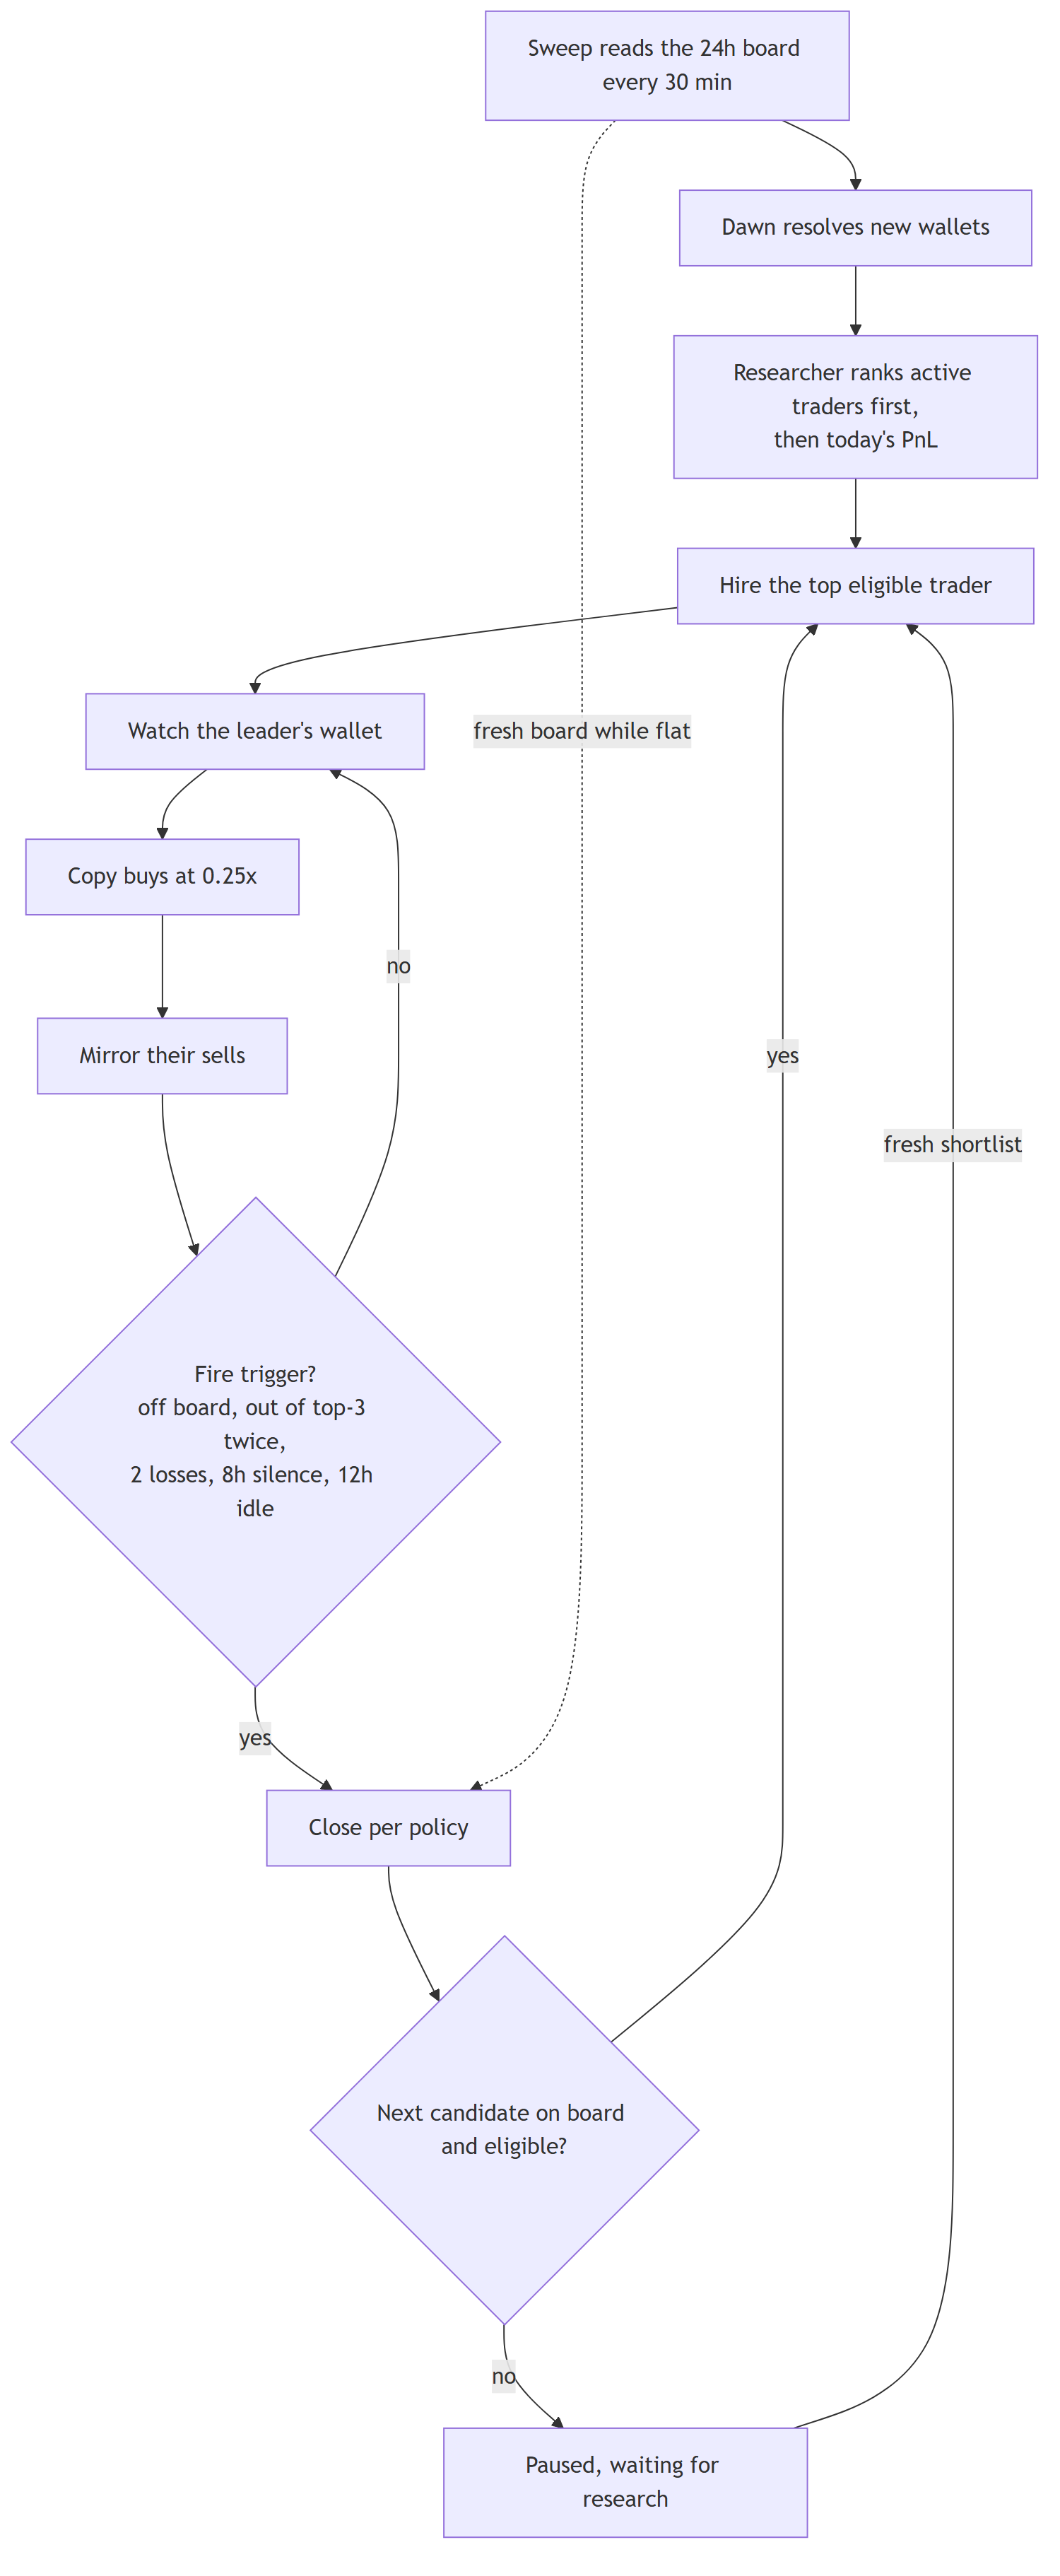 Sweep reads the 24h board
every 30 min
Dawn resolves new wallets
Researcher ranks active
traders first,
then today's PnL
Hire the top eligible trader
Watch the leader's wallet
fresh board while flat
Copy buys at 0.25x
no
Mirror their sells
yes
fresh shortlist
Fire trigger?
off board, out of top-3
twice,
2 losses, 8h silence, 12h
idle
yes
Close per policy
Next candidate on board
and eligible?
no
Paused, waiting for
research